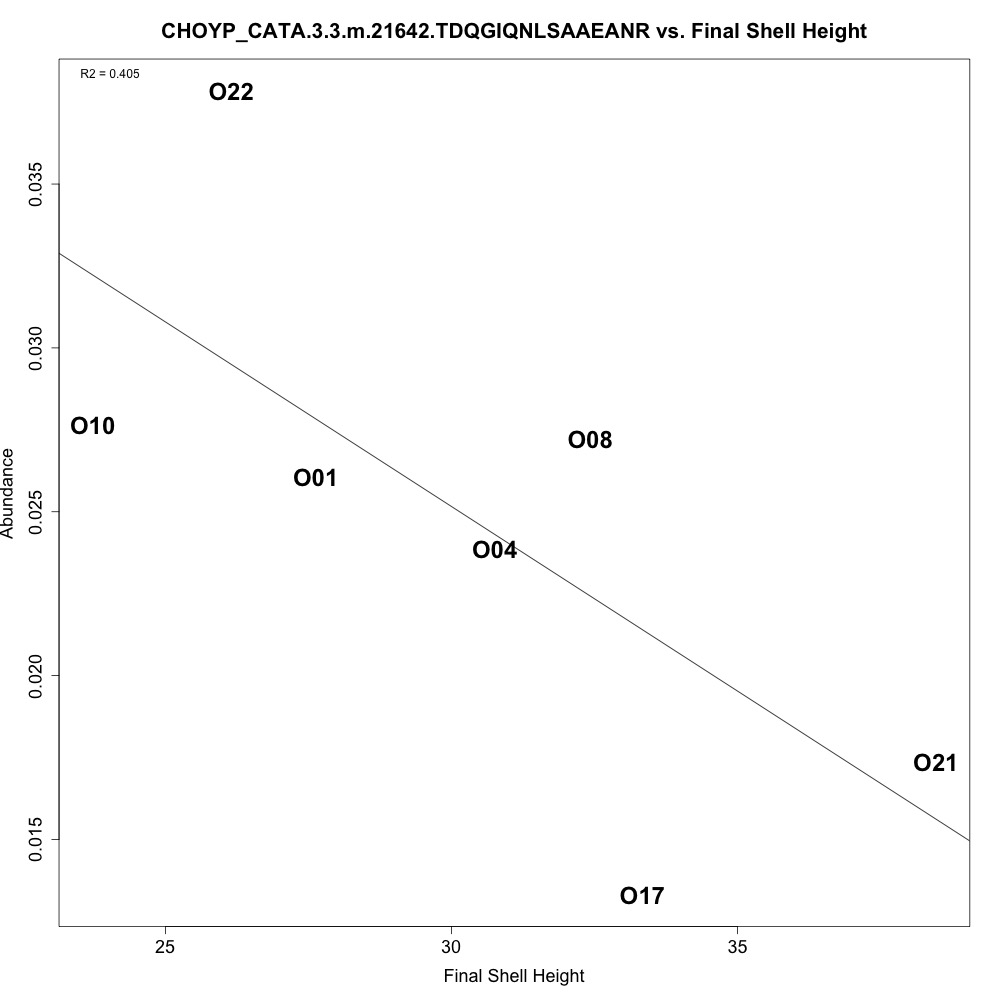 CHOYP_CATA.3.3.m.21642.TDQGIQNLSAAEANR vs. Final Shell Height
R2 = 0.405
O22
0.035
0.030
O10
O08
O01
Abundance
0.025
O04
0.020
O21
0.015
O17
25 30 35
Final Shell Height